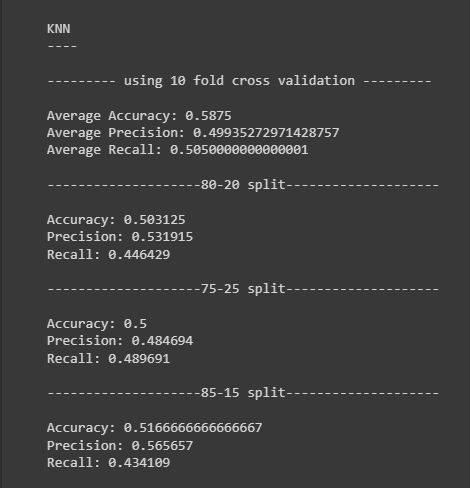 KNN
----
--------- using 10 fold cross validation ---------
Average Accuracy: 0.5875
Average Precision: 0.49935272971428757
Average Recall: 0.5050000000000001
--------------------80-20 split--------------------
Accuracy: 0.503125
Precision: 0.531915
Recall: 0.446429
--------------------75-25 split--------------------
Accuracy: 0.5
Precision: 0.484694
Recall: 0.489691
--------------------85-15 split--------------------
Accuracy: 0.5166666666666667
Precision: 0.565657
Recall: 0.434109